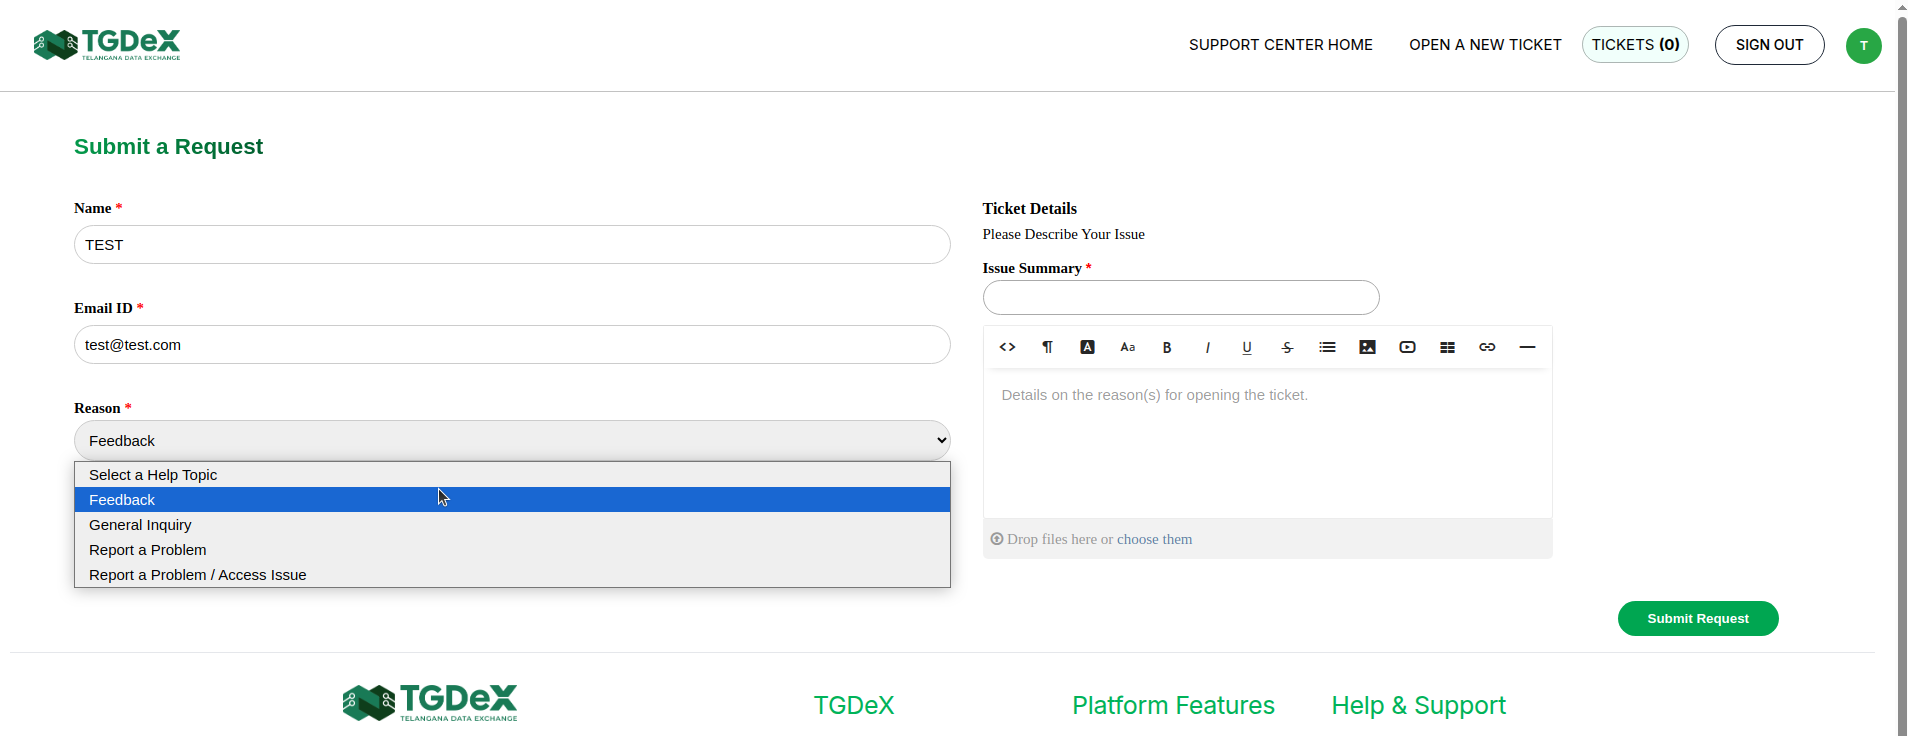 TGDeX
TELANGANA DATA EXCHANGE
SUPPORT CENTER HOME
OPEN A NEW TICKET
TICKETS (0)
SIGN OUT
T
Submit a Request
Name *
TEST
Email ID *
test@test.com
Reason *
Feedback
Select a Help Topic
Feedback
General Inquiry
Report a Problem
Report a Problem / Access Issue
Ticket Details
Please Describe Your Issue
Issue Summary *
Details on the reason(s) for opening the ticket.
Drop files here or choose them
Submit Request
TGDeX
TELANGANA DATA EXCHANGE
TGDeX
Platform Features
Help & Support